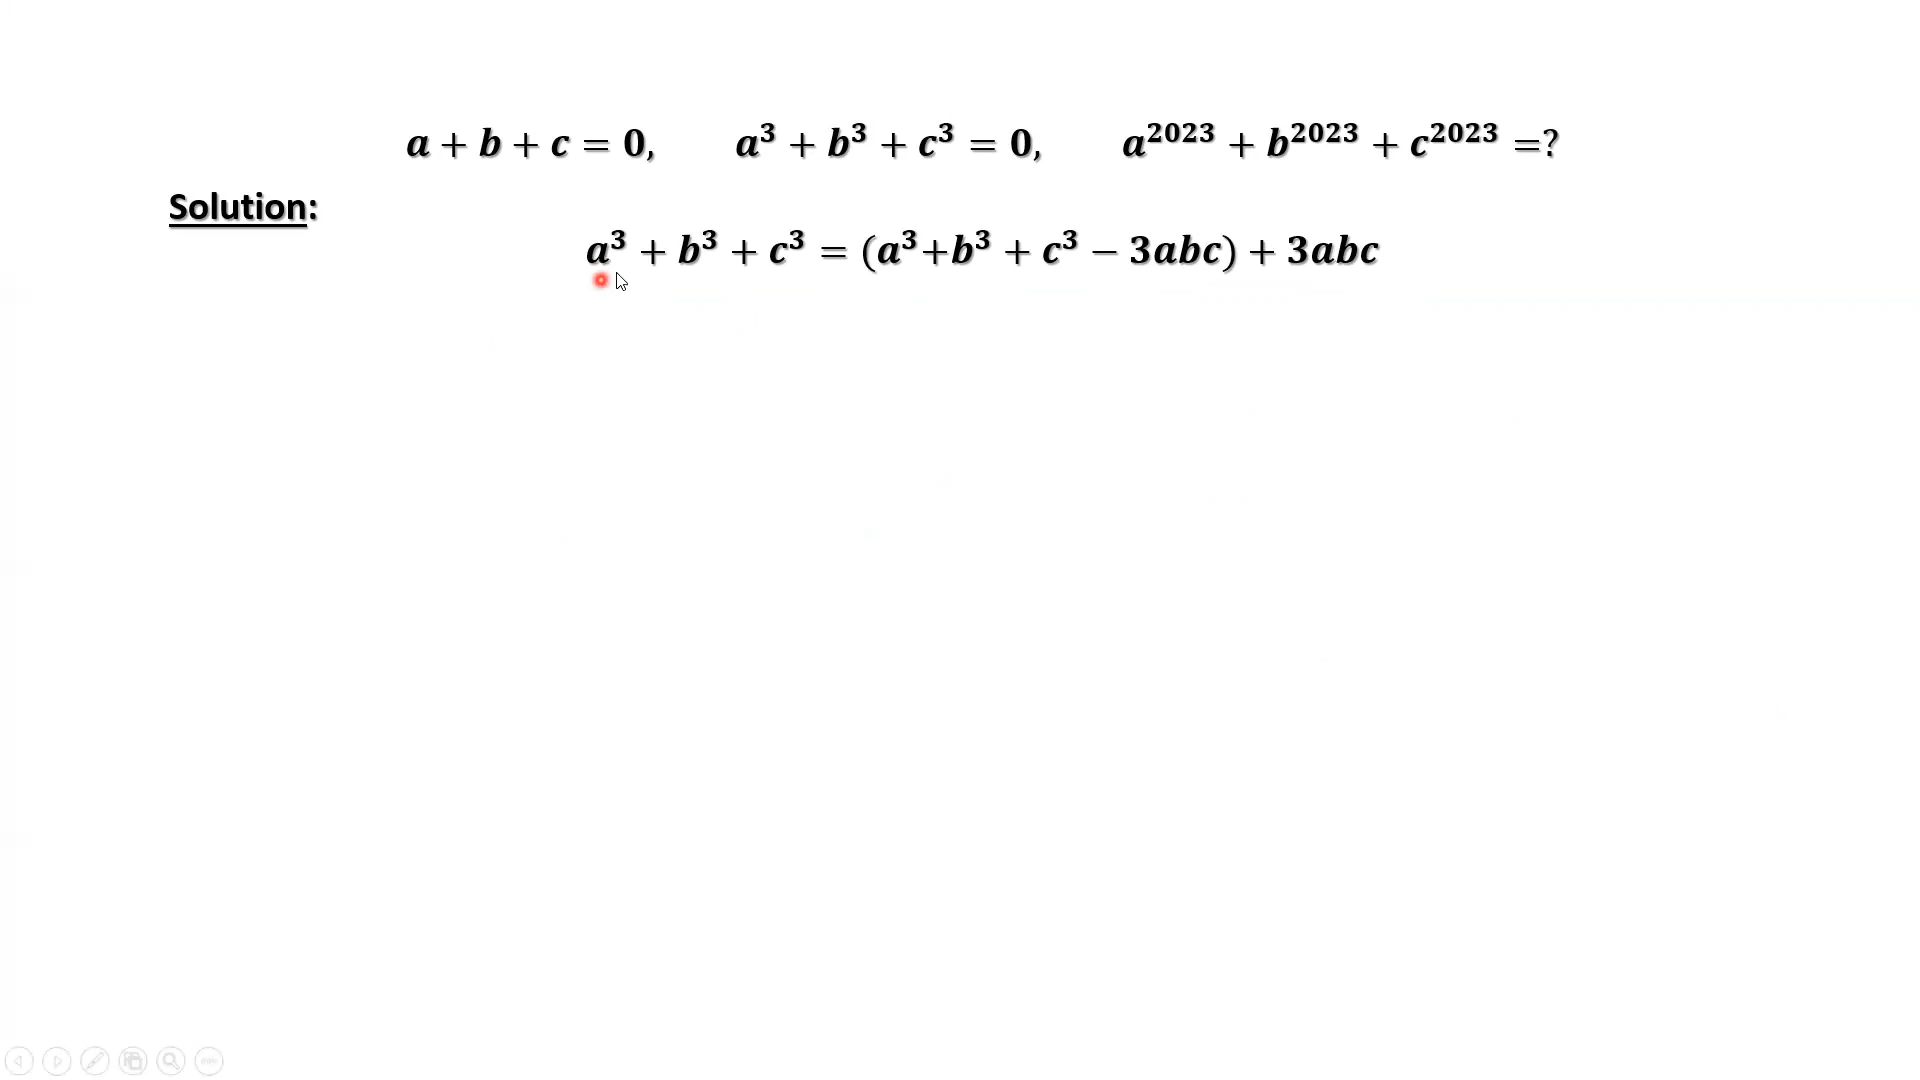 a + b + c = 0, a³ + b³ + c³ = 0, a²⁰²³ + b²⁰²³ + c²⁰²³ =?
Solution:
a³ + b³ + c³ = (a³+b³ + c³ − 3abc) + 3abc